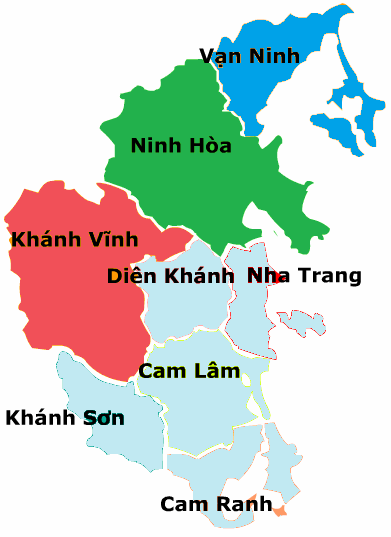 Vạn Ninh
Ninh Hòa
Khánh Vĩnh
Diên Khánh
Nha Trang
Cam Lâm
Khánh Sơn
Cam Ranh